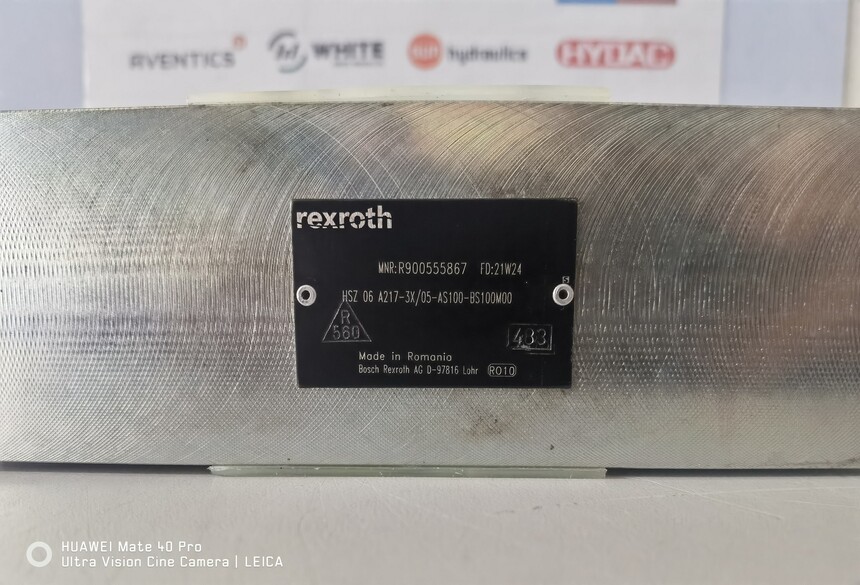 RVENTICS
WHITE
hydraulics
HYDAC
rexroth
MNR:R900555867 FD:21W24
HSZ 06 A217-3X/05-AS100-BS100M00
R
560
433
Made in Romania
Bosch Rexroth AG D-97816 Lohr RO10
HUAWEI Mate 40 Pro
Ultra Vision Cine Camera | LEICA